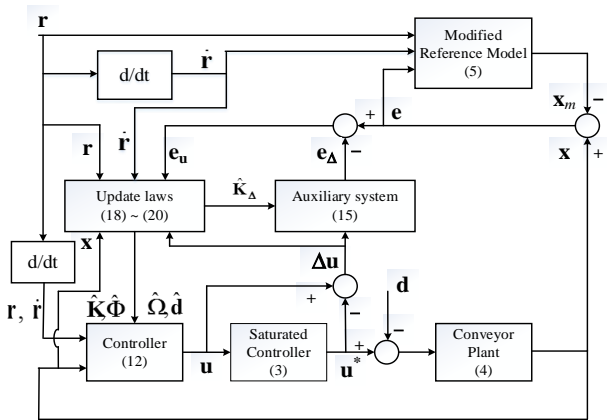 r
d/dt
ṙ
Modified
Reference Model
(5)
x_m
−
+
e
−
x
+
r
ṙ
e_u
e_Δ
Update laws
(18) ~ (20)
K̂_Δ
Auxiliary system
(15)
x
d/dt
Δu
r, ṙ
K̂,Φ̂
Ω̂,d̂
+
−
d
−
Controller
(12)
u
Saturated
Controller
(3)
+
u*
Conveyor
Plant
(4)